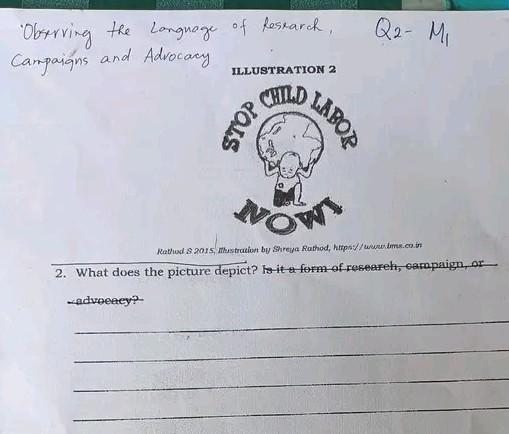 Observing the Language of Research, Q2- M1
Campaigns and Advocacy
ILLUSTRATION 2
STOP CHILD LABOR
NOW!
Rathod S 2015, Illustration by Shreya Rathod, https://www.bms.co.in
2. What does the picture depict? Is it a form of research, campaign, or
advocacy?